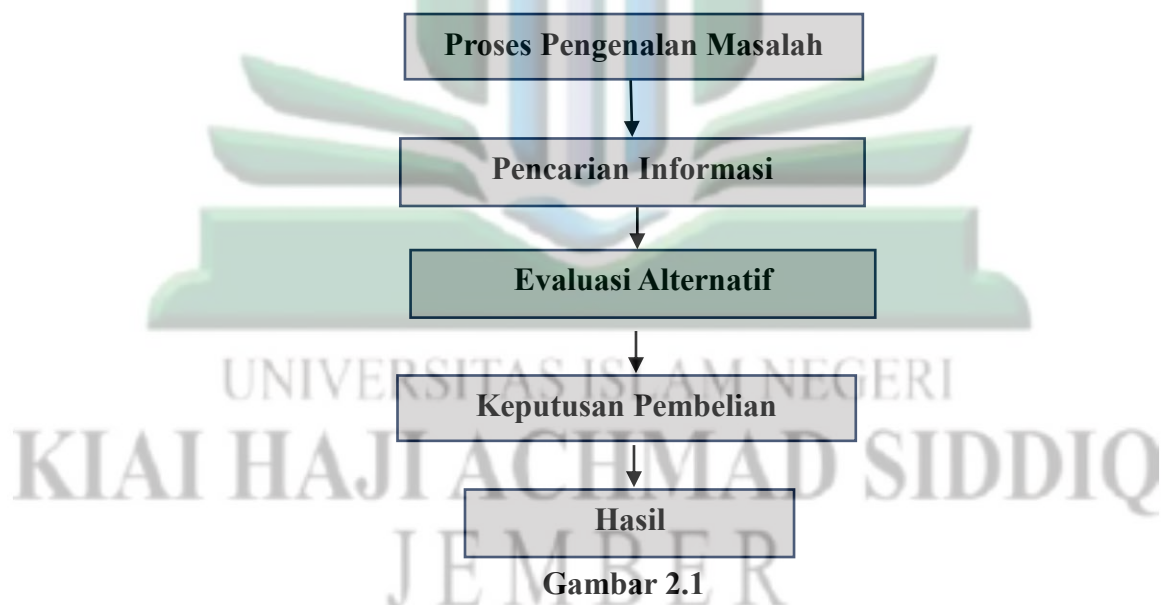 Proses Pengenalan Masalah
Pencarian Informasi
Evaluasi Alternatif
UNIVERSITAS ISLAM NEGERI
Keputusan Pembelian
KIAI HAJI ACHMAD SIDDIQ
Hasil
JEMBER
Gambar 2.1